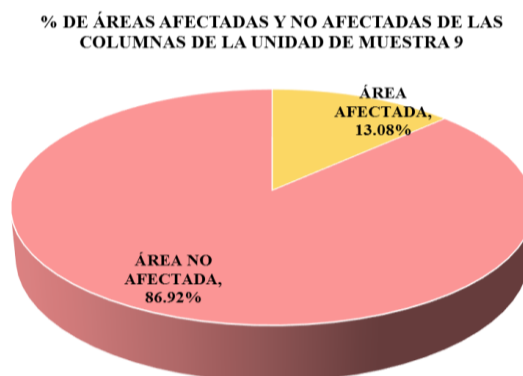 % DE ÁREAS AFECTADAS Y NO AFECTADAS DE LAS
COLUMNAS DE LA UNIDAD DE MUESTRA 9
ÁREA
AFECTADA,
13.08%
ÁREA NO
AFECTADA,
86.92%